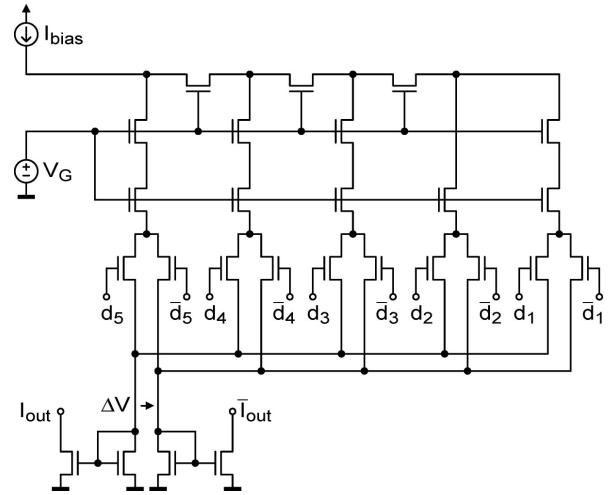 I_bias
V_G
d₅ d̄₅ d₄ d̄₄ d₃ d̄₃ d₂ d̄₂ d₁ d̄₁
I_out ΔV Ī_out